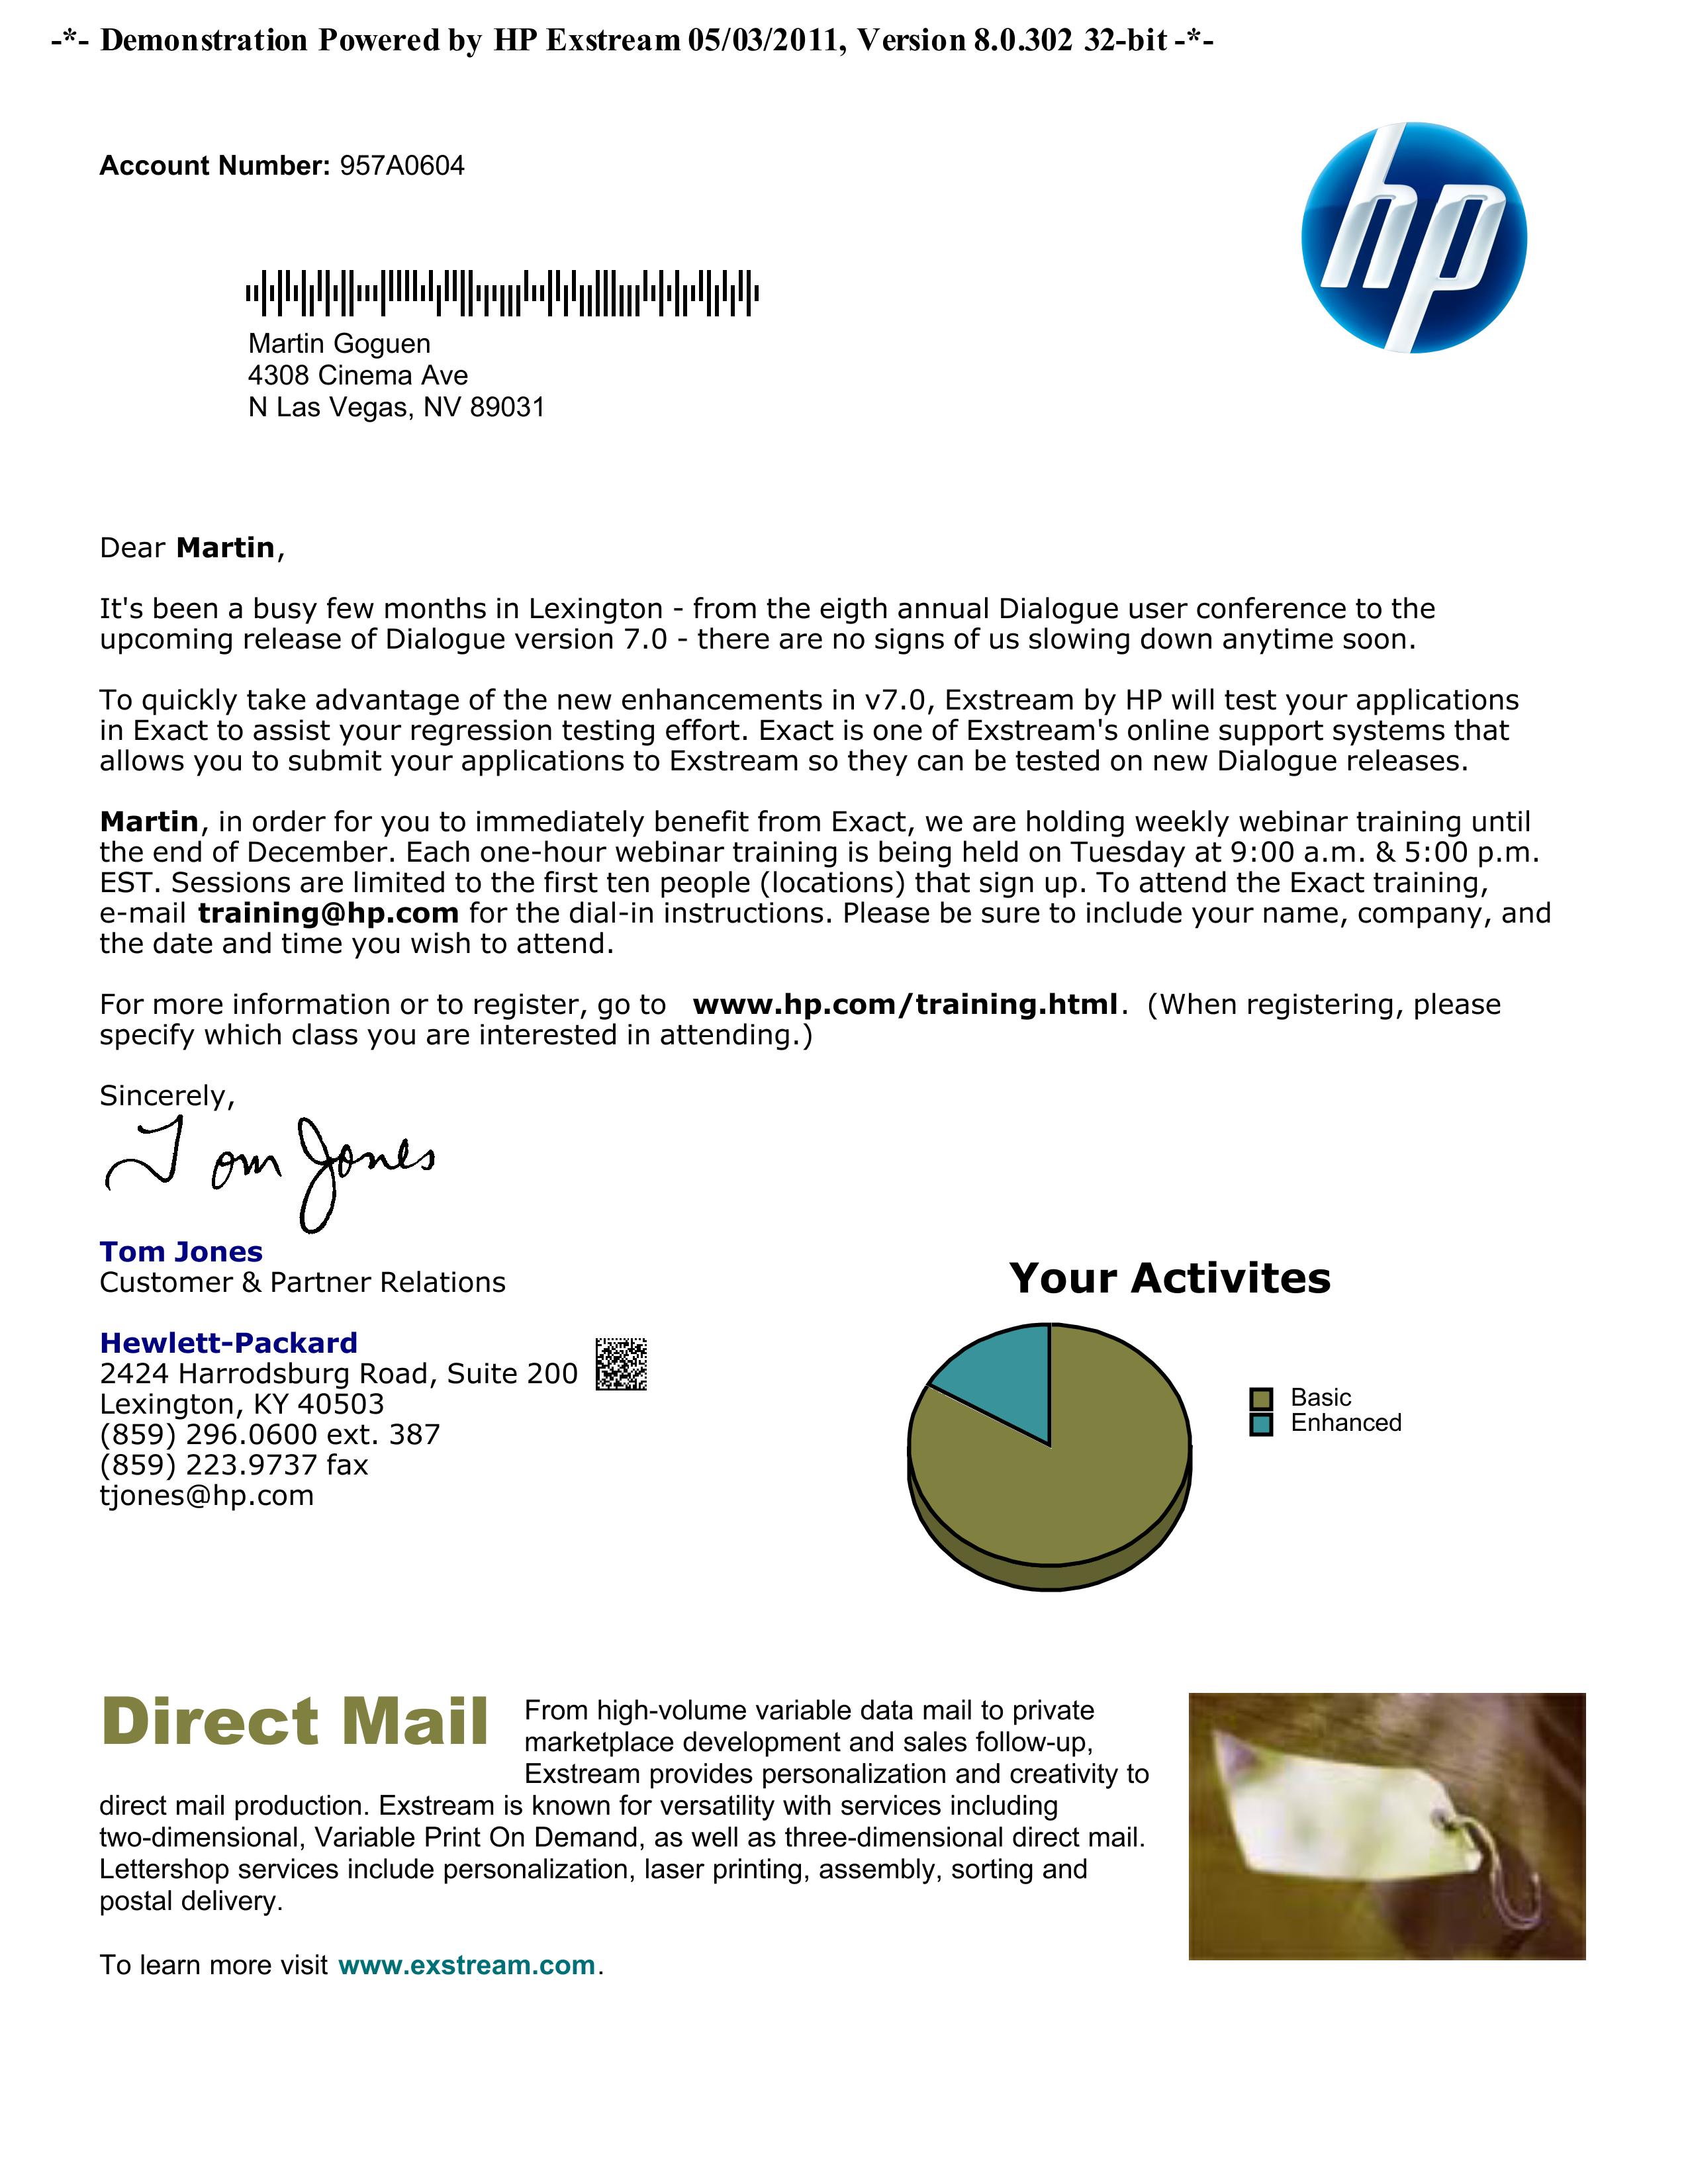 -*- Demonstration Powered by HP Exstream 05/03/2011, Version 8.0.302 32-bit -*-
Account Number: 957A0604
hp
Martin Goguen
4308 Cinema Ave
N Las Vegas, NV 89031
Dear Martin,
It's been a busy few months in Lexington - from the eigth annual Dialogue user conference to the
upcoming release of Dialogue version 7.0 - there are no signs of us slowing down anytime soon.
To quickly take advantage of the new enhancements in v7.0, Exstream by HP will test your applications
in Exact to assist your regression testing effort. Exact is one of Exstream's online support systems that
allows you to submit your applications to Exstream so they can be tested on new Dialogue releases.
Martin, in order for you to immediately benefit from Exact, we are holding weekly webinar training until
the end of December. Each one-hour webinar training is being held on Tuesday at 9:00 a.m. & 5:00 p.m.
EST. Sessions are limited to the first ten people (locations) that sign up. To attend the Exact training,
e-mail training@hp.com for the dial-in instructions. Please be sure to include your name, company, and
the date and time you wish to attend.
For more information or to register, go to www.hp.com/training.html. (When registering, please
specify which class you are interested in attending.)
Sincerely,
Tom Jones
Tom Jones
Customer & Partner Relations
Hewlett-Packard
2424 Harrodsburg Road, Suite 200
Lexington, KY 40503
(859) 296.0600 ext. 387
(859) 223.9737 fax
tjones@hp.com
Your Activites
Basic
Enhanced
Direct Mail
From high-volume variable data mail to private
marketplace development and sales follow-up,
Exstream provides personalization and creativity to
direct mail production. Exstream is known for versatility with services including
two-dimensional, Variable Print On Demand, as well as three-dimensional direct mail.
Lettershop services include personalization, laser printing, assembly, sorting and
postal delivery.
To learn more visit www.exstream.com.